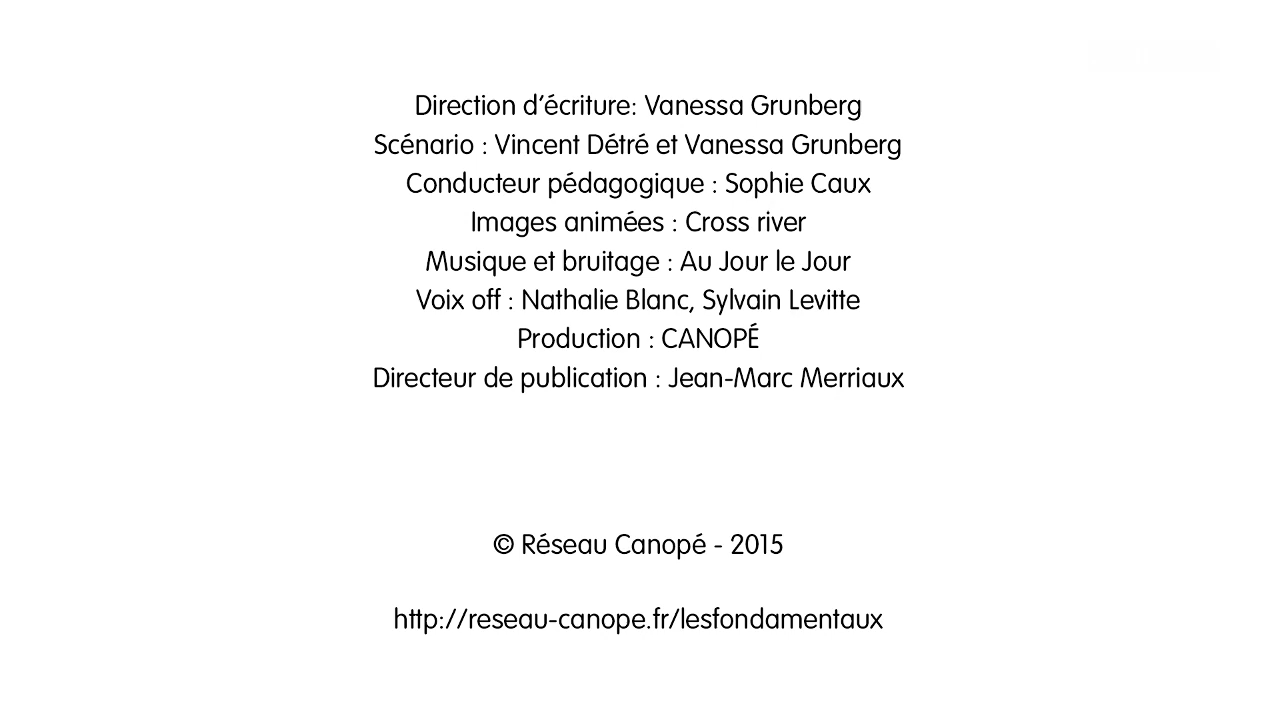 Direction d'écriture: Vanessa Grunberg
Scénario : Vincent Détré et Vanessa Grunberg
Conducteur pédagogique : Sophie Caux
Images animées : Cross river
Musique et bruitage : Au Jour le Jour
Voix off : Nathalie Blanc, Sylvain Levitte
Production : CANOPÉ
Directeur de publication : Jean-Marc Merriaux
© Réseau Canopé - 2015
http://reseau-canope.fr/lesfondamentaux